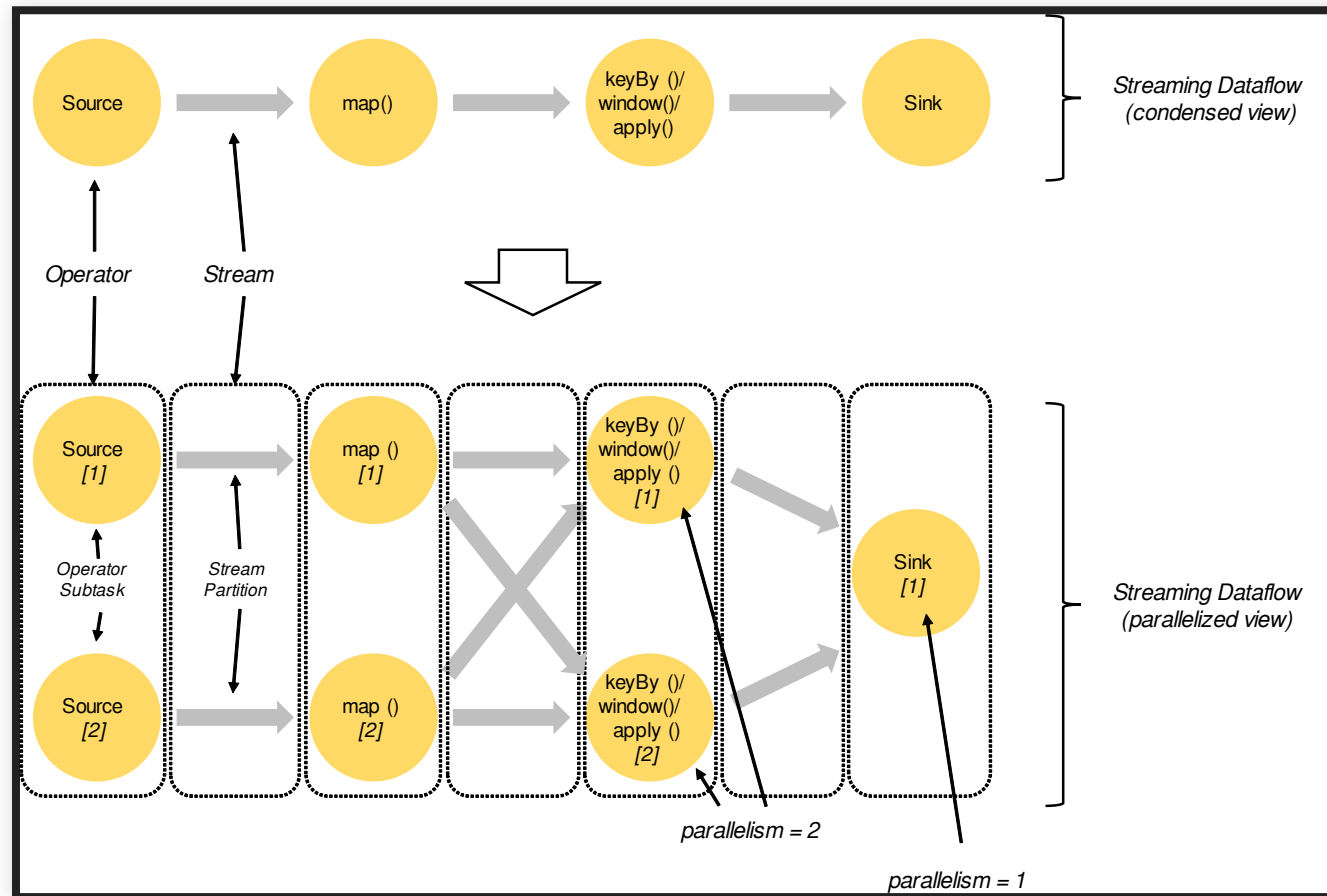 Source
map()
keyBy ()/
window()/
apply()
Sink
Streaming Dataflow
(condensed view)
Operator
Stream
Source
[1]
map ()
[1]
keyBy ()/
window()/
apply ()
[1]
Operator
Subtask
Stream
Partition
Sink
[1]
Streaming Dataflow
(parallelized view)
Source
[2]
map ()
[2]
keyBy ()/
window()/
apply ()
[2]
parallelism = 2
parallelism = 1